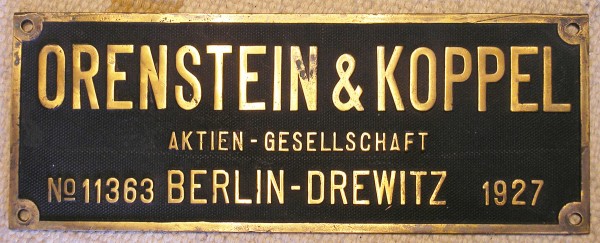 ORENSTEIN & KOPPEL
AKTIEN-GESELLSCHAFT
No 11363 BERLIN-DREWITZ 1927